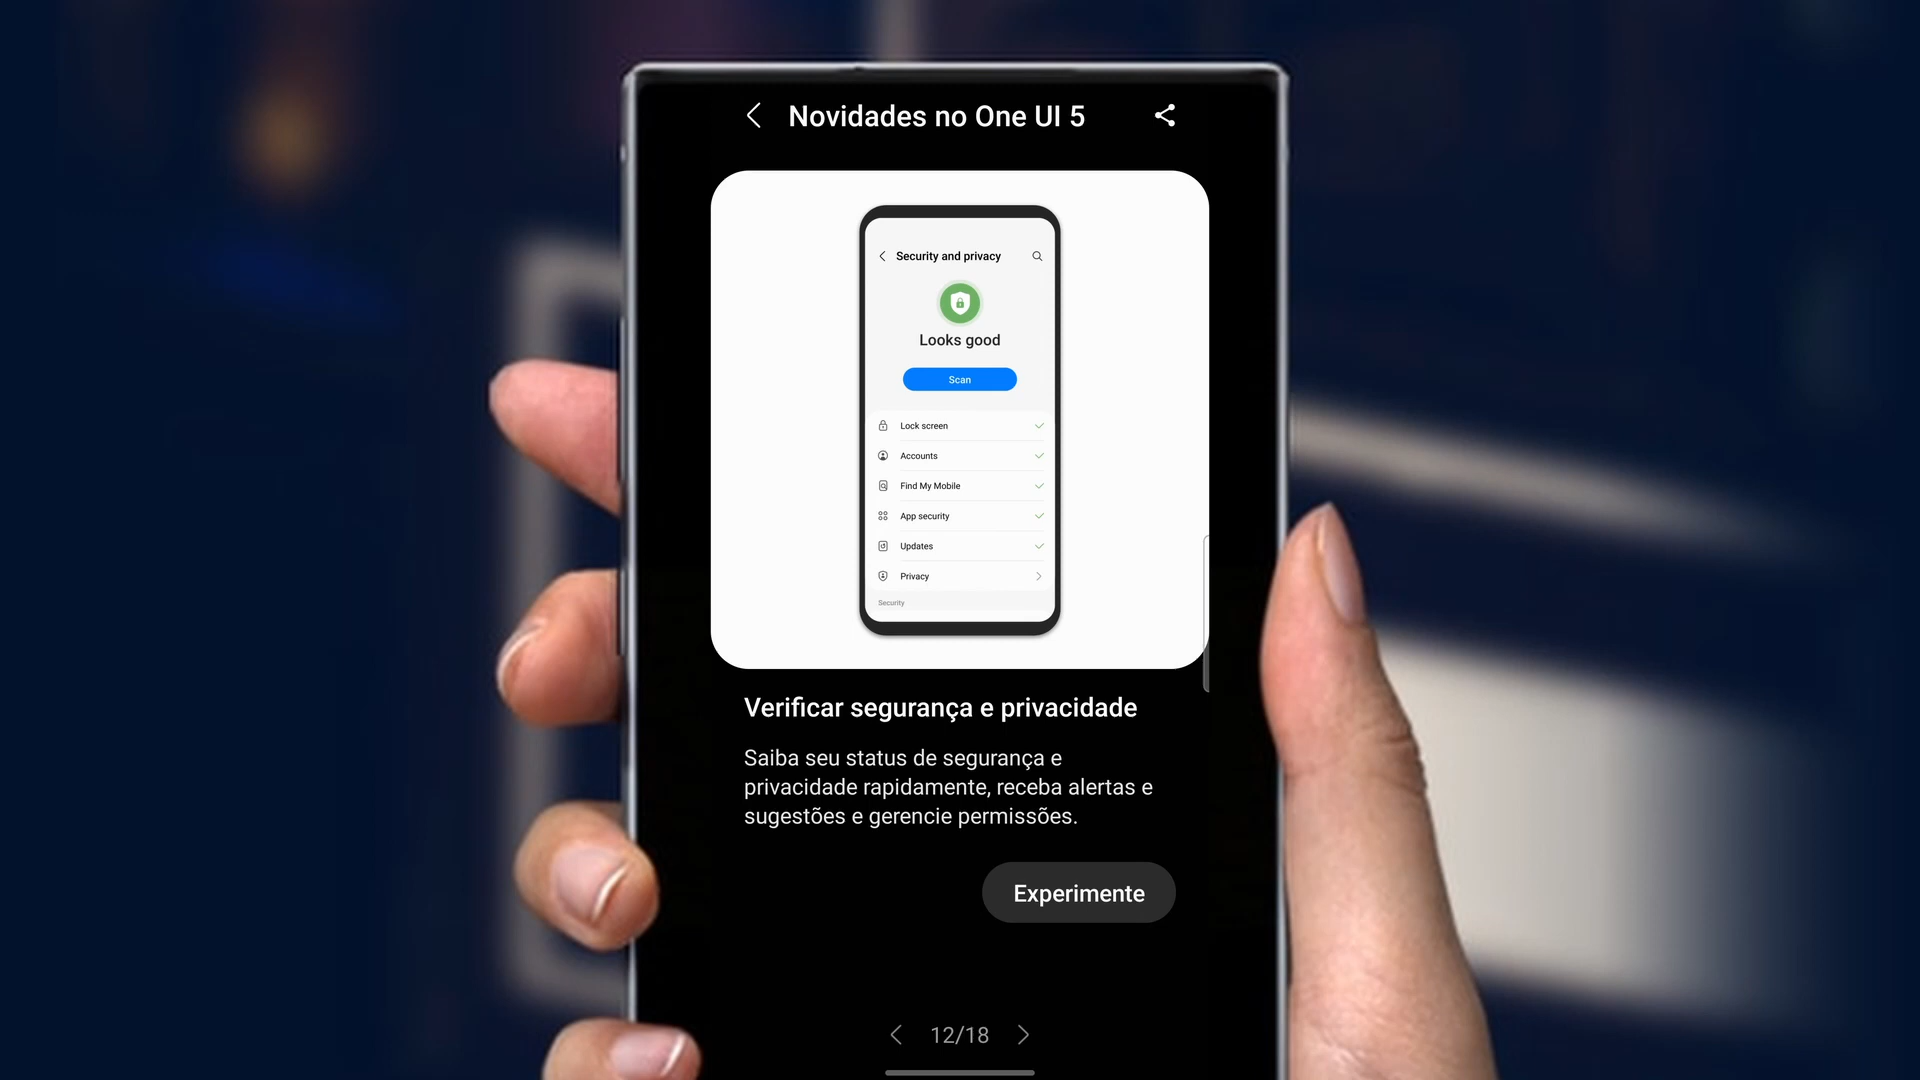 Novidades no One UI 5
Security and privacy
Looks good
Scan
Lock screen
Accounts
Find My Mobile
App security
Updates
Privacy
Security
Verificar segurança e privacidade
Saiba seu status de segurança e
privacidade rapidamente, receba alertas e
sugestões e gerencie permissões.
Experimente
12/18